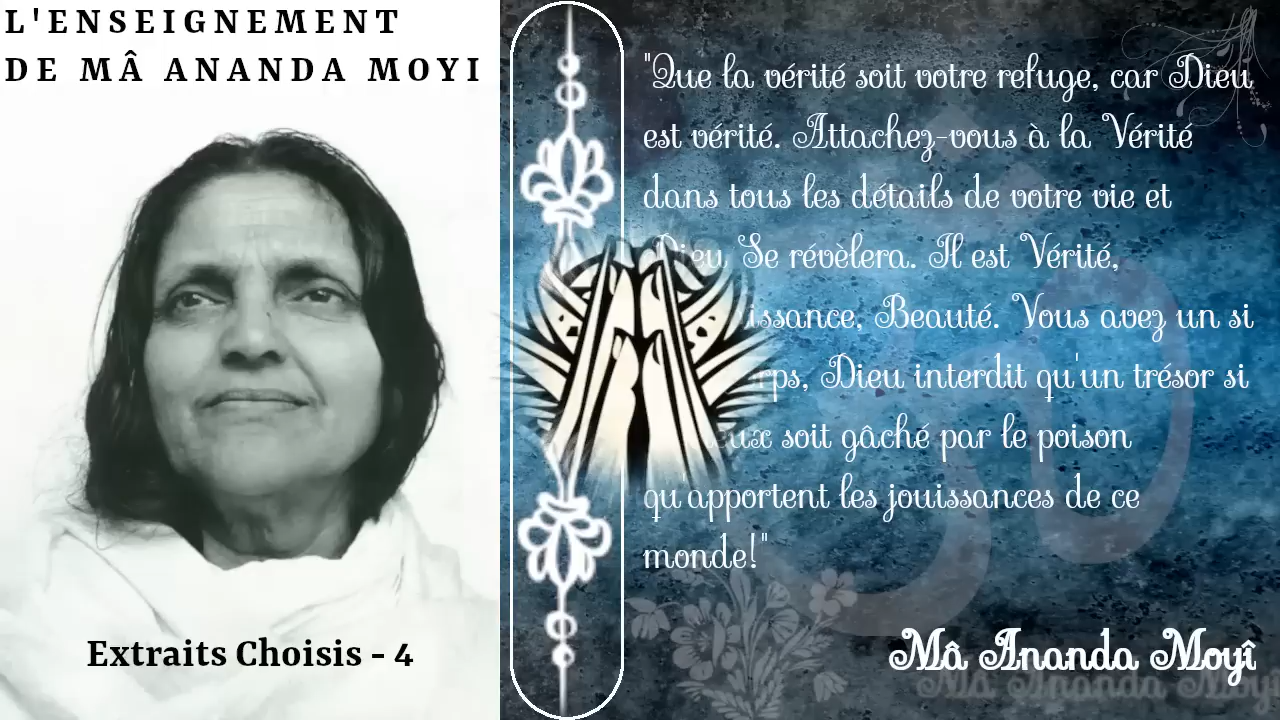 L'ENSEIGNEMENT
DE MÂ ANANDA MOYI
Extraits Choisis - 4
"Que la vérité soit votre refuge, car Dieu
est vérité. Attachez-vous à la Vérité
dans tous les détails de votre vie et
Dieu Se révèlera. Il est Vérité,
Beauté. Vous avez un si
Dieu interdit qu'un trésor si
soit gâché par le poison
qu'apportent les jouissances de ce
monde!"
Mâ Ananda Moyî